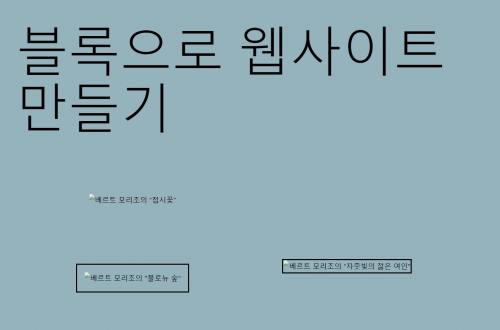 블록으로 웹사이트
만들기
베르트 모리조의 "접시꽃"
베르트 모리조의 "불로뉴 숲"
베르트 모리조의 "자줏빛의 젊은 여인"